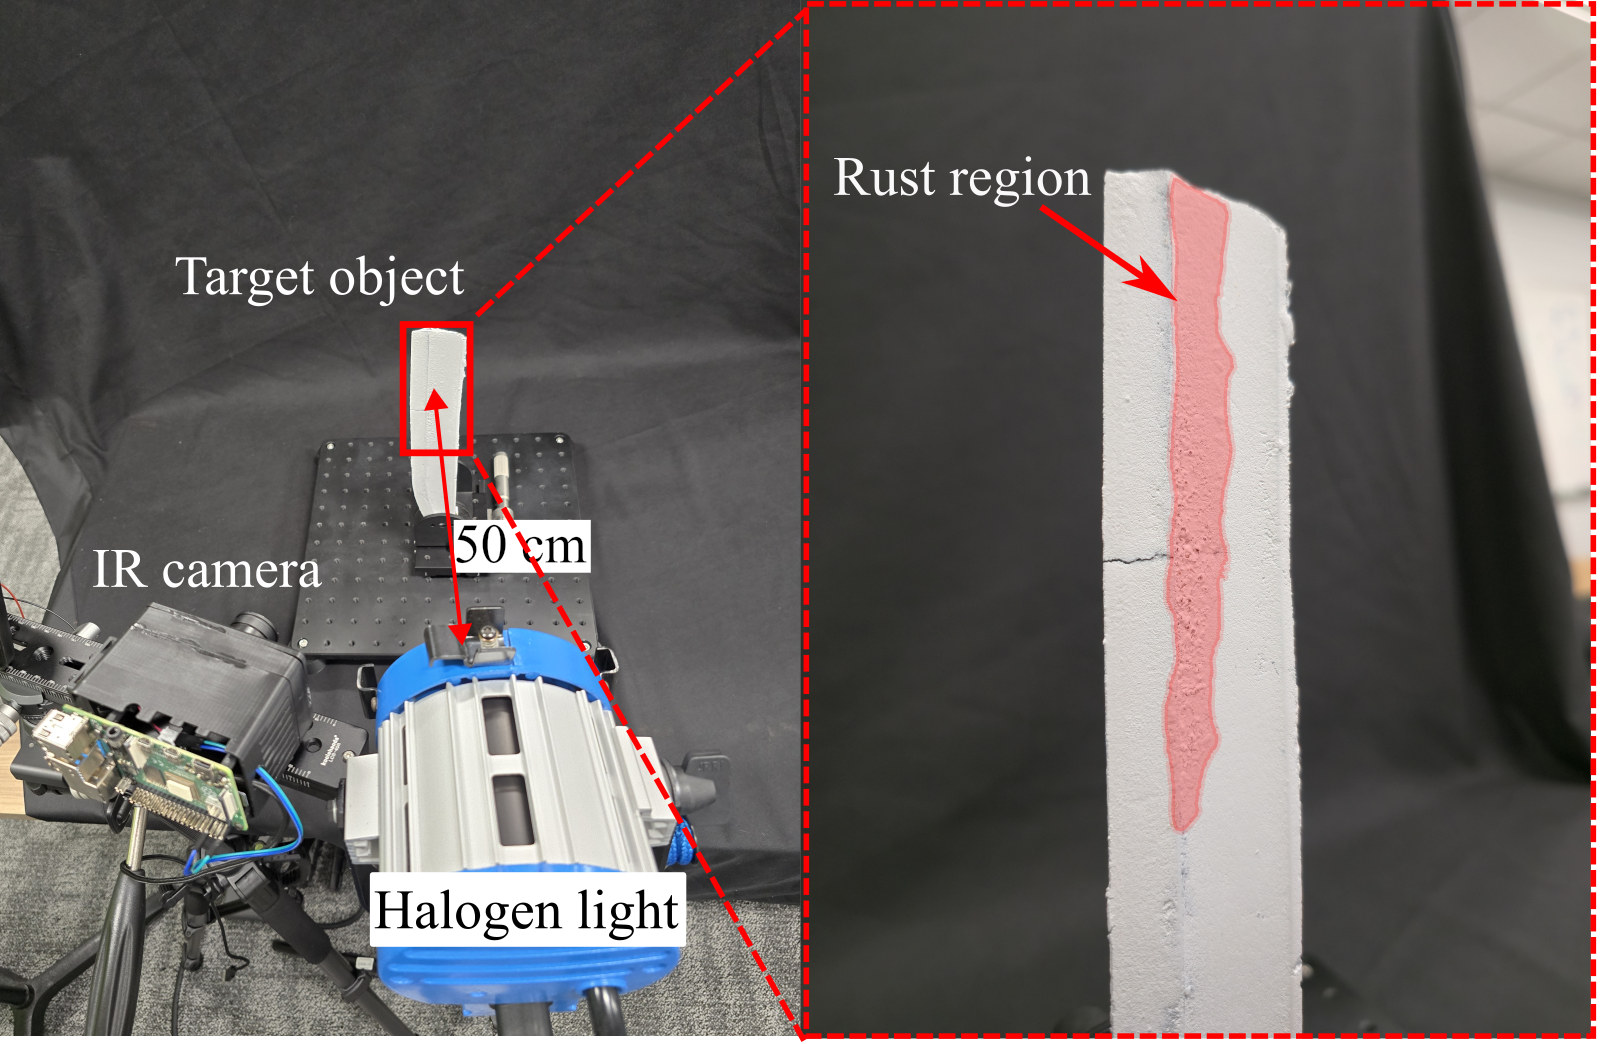 Target object
50 cm
IR camera
Halogen light
Rust region